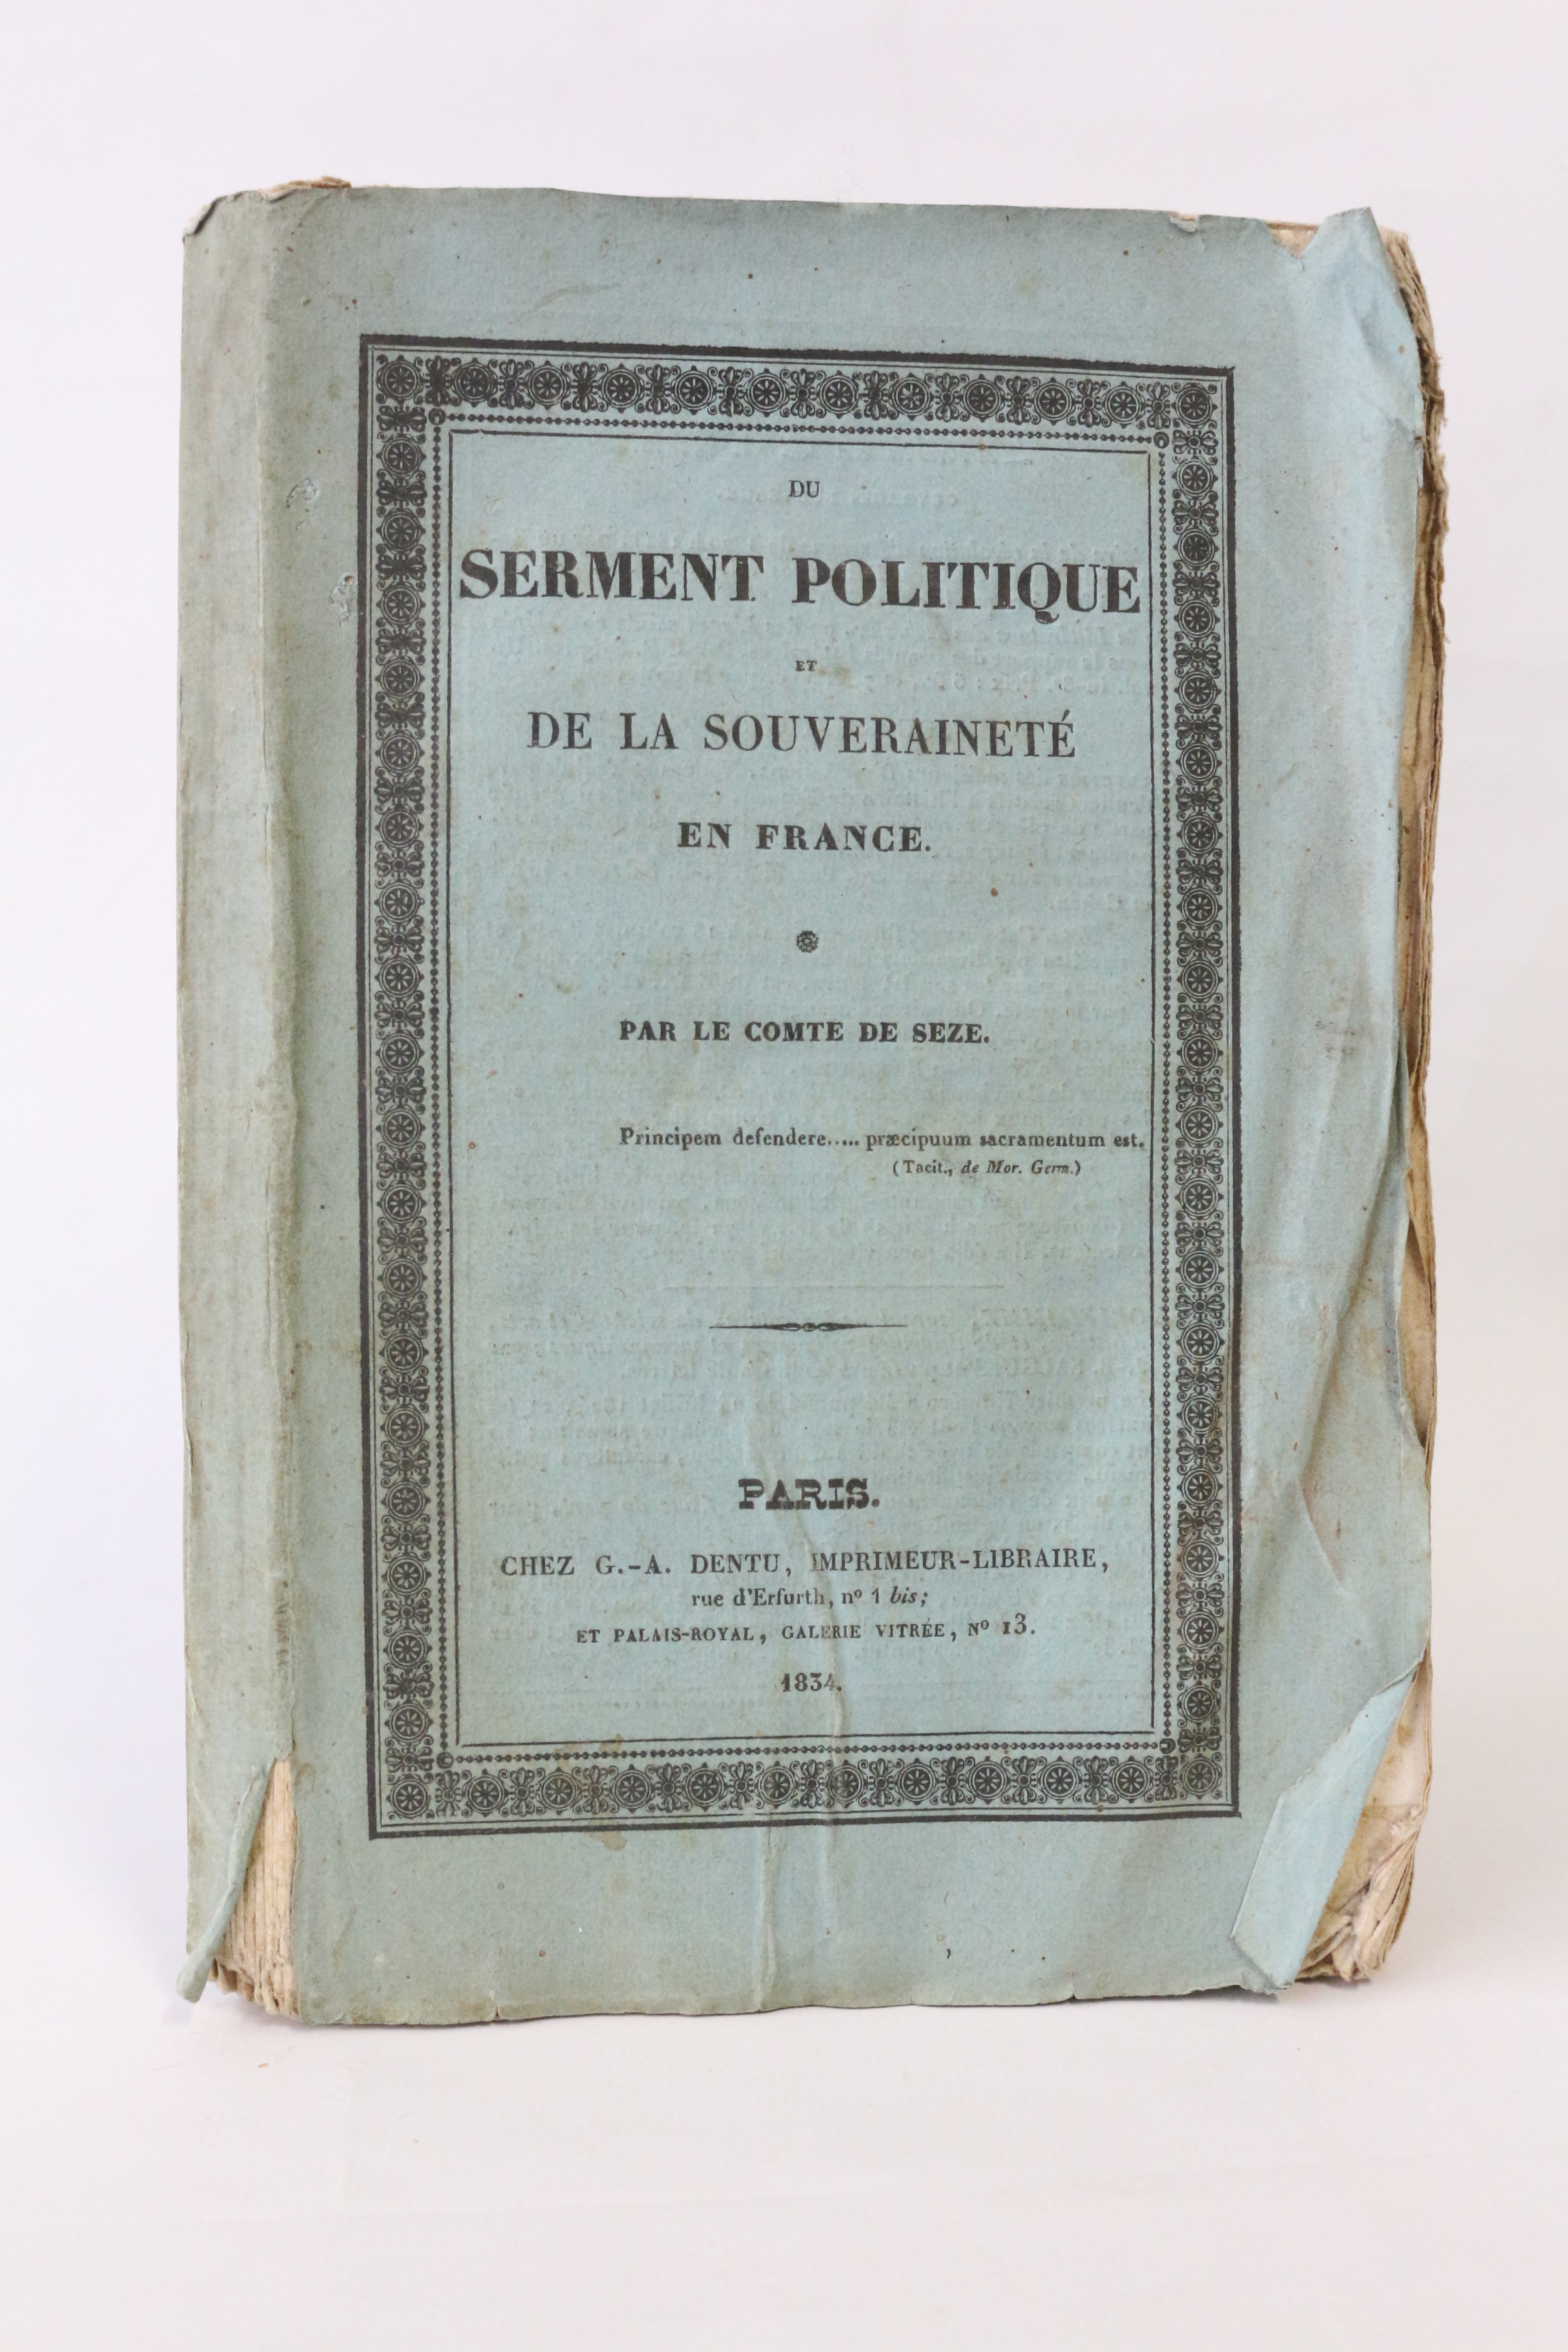 DU
SERMENT POLITIQUE
ET
DE LA SOUVERAINETÉ
EN FRANCE.
PAR LE COMTE DE SEZE.
Principem defendere..... præcipuum sacramentum est.
(Tacit., de Mor. Germ.)
PARIS.
CHEZ G.-A. DENTU, IMPRIMEUR-LIBRAIRE,
rue d'Erfurth, nº 1 bis;
ET PALAIS-ROYAL, GALERIE VITRÉE, Nº 13.
1834.